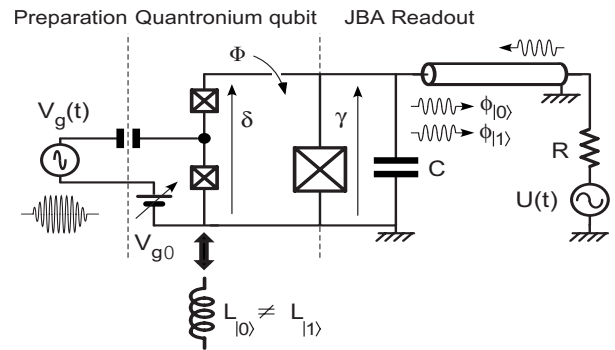 Preparation Quantronium qubit JBA Readout
Φ
V_g(t)
δ
γ
ϕ_|0⟩
ϕ_|1⟩
R
C
U(t)
V_g0
L_|0⟩ ≠ L_|1⟩